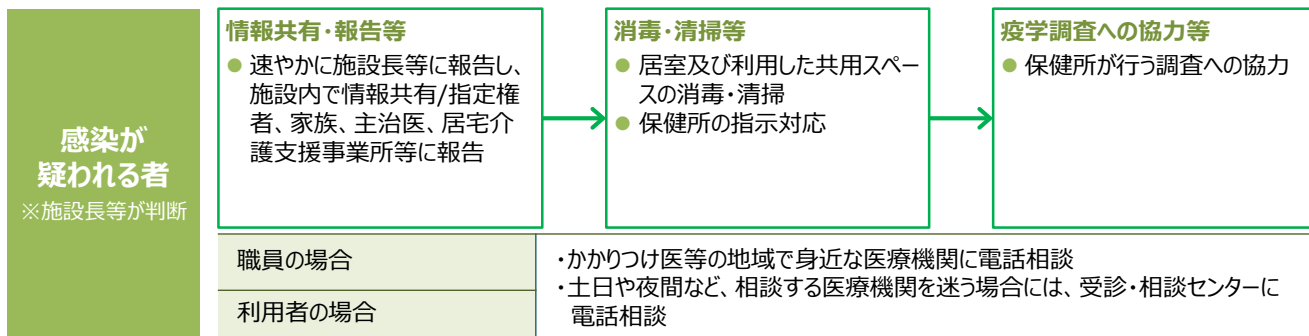 感染が
疑われる者
※施設長等が判断
情報共有・報告等
● 速やかに施設長等に報告し、
施設内で情報共有/指定権
者、家族、主治医、居宅介
護支援事業所等に報告
消毒・清掃等
● 居室及び利用した共用スペー
スの消毒・清掃
● 保健所の指示対応
疫学調査への協力等
● 保健所が行う調査への協力
職員の場合
利用者の場合
・かかりつけ医等の地域で身近な医療機関に電話相談
・土日や夜間など、相談する医療機関を迷う場合には、受診・相談センターに
電話相談